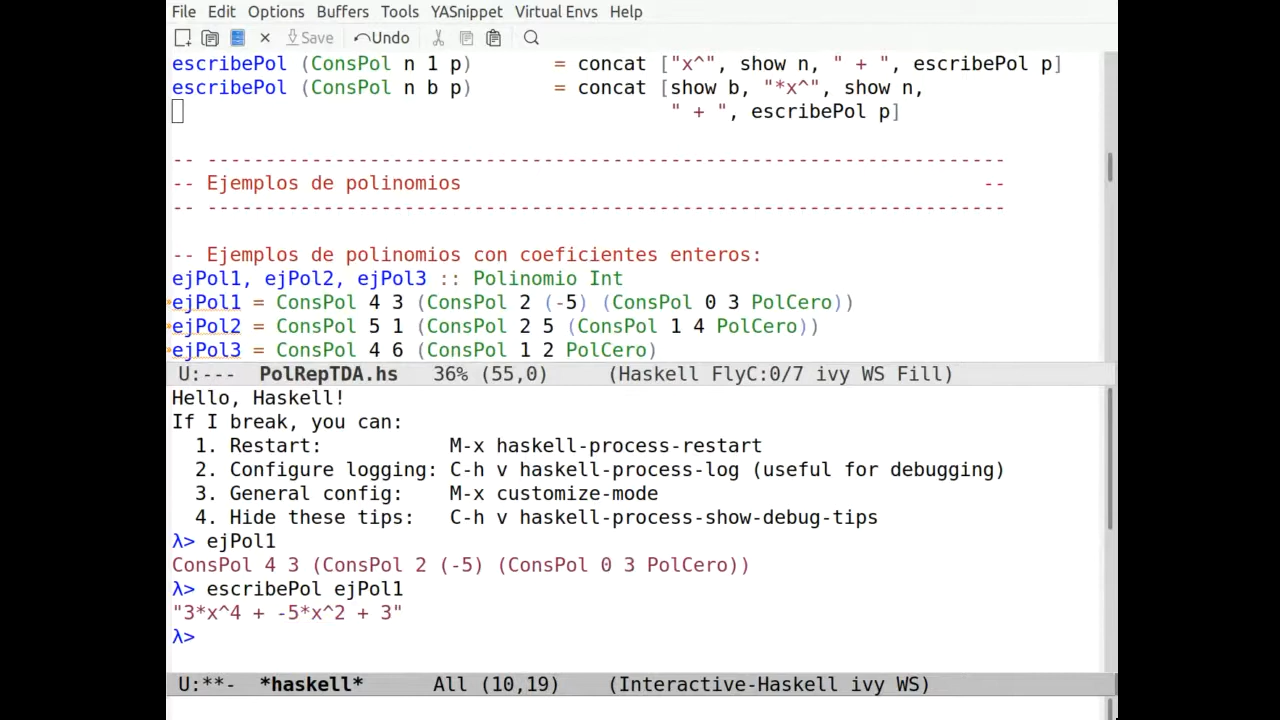 File Edit Options Buffers Tools YASnippet Virtual Envs Help
Save Undo
escribePol (ConsPol n 1 p) = concat ["x^", show n, " + ", escribePol p]
escribePol (ConsPol n b p) = concat [show b, "*x^", show n,
" + ", escribePol p]
-- ---------------------------------------------------------------------
-- Ejemplos de polinomios --
-- ---------------------------------------------------------------------
-- Ejemplos de polinomios con coeficientes enteros:
ejPol1, ejPol2, ejPol3 :: Polinomio Int
ejPol1 = ConsPol 4 3 (ConsPol 2 (-5) (ConsPol 0 3 PolCero))
ejPol2 = ConsPol 5 1 (ConsPol 2 5 (ConsPol 1 4 PolCero))
ejPol3 = ConsPol 4 6 (ConsPol 1 2 PolCero)
U:--- PolRepTDA.hs 36% (55,0) (Haskell FlyC:0/7 ivy WS Fill)
Hello, Haskell!
If I break, you can:
1. Restart: M-x haskell-process-restart
2. Configure logging: C-h v haskell-process-log (useful for debugging)
3. General config: M-x customize-mode
4. Hide these tips: C-h v haskell-process-show-debug-tips
λ> ejPol1
ConsPol 4 3 (ConsPol 2 (-5) (ConsPol 0 3 PolCero))
λ> escribePol ejPol1
"3*x^4 + -5*x^2 + 3"
λ>
U:**- *haskell* All (10,19) (Interactive-Haskell ivy WS)